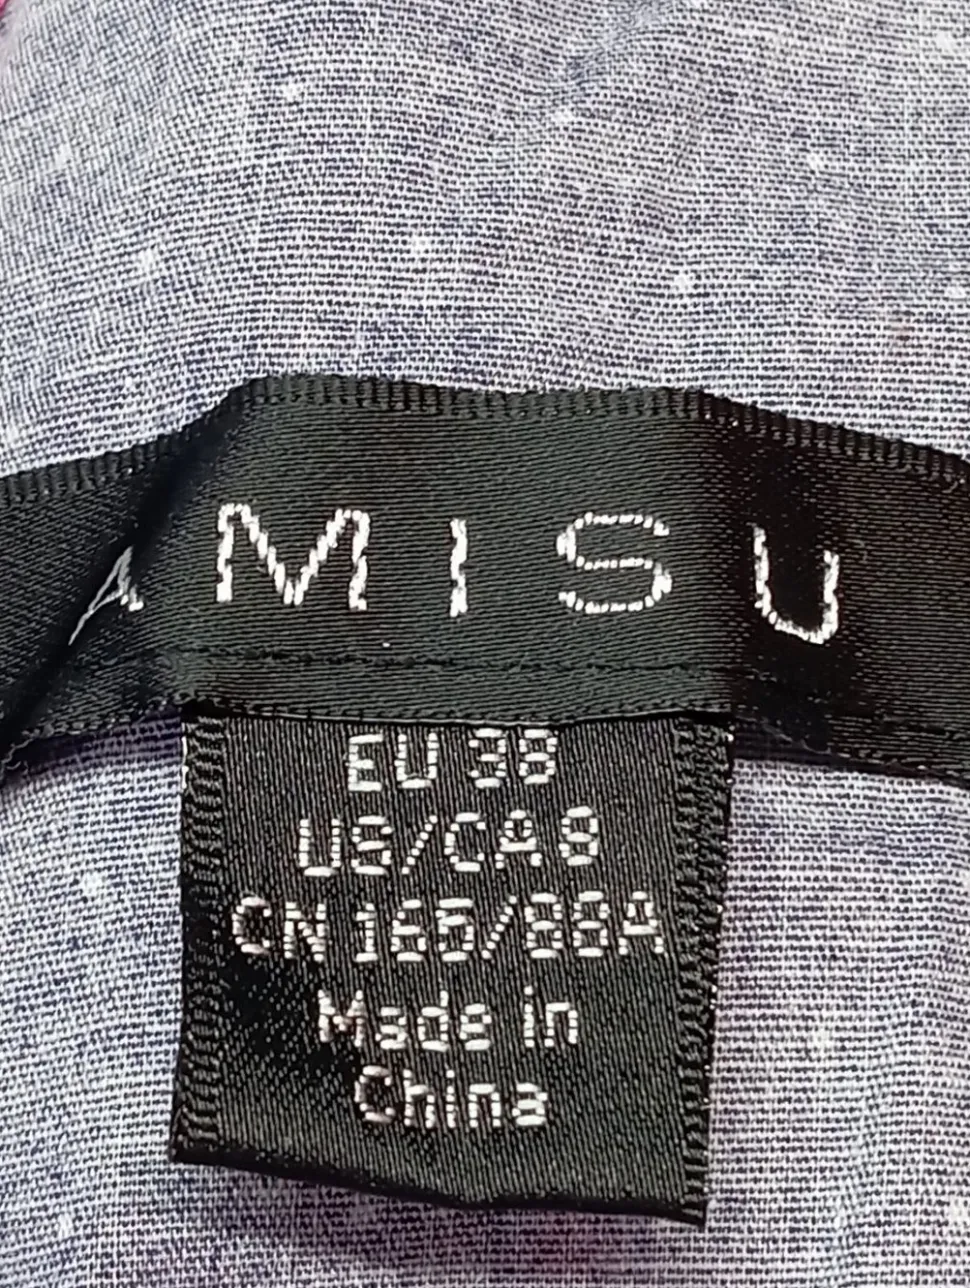 AMISU
EU 38
US/CA 8
CN 165/88A
Made in
China